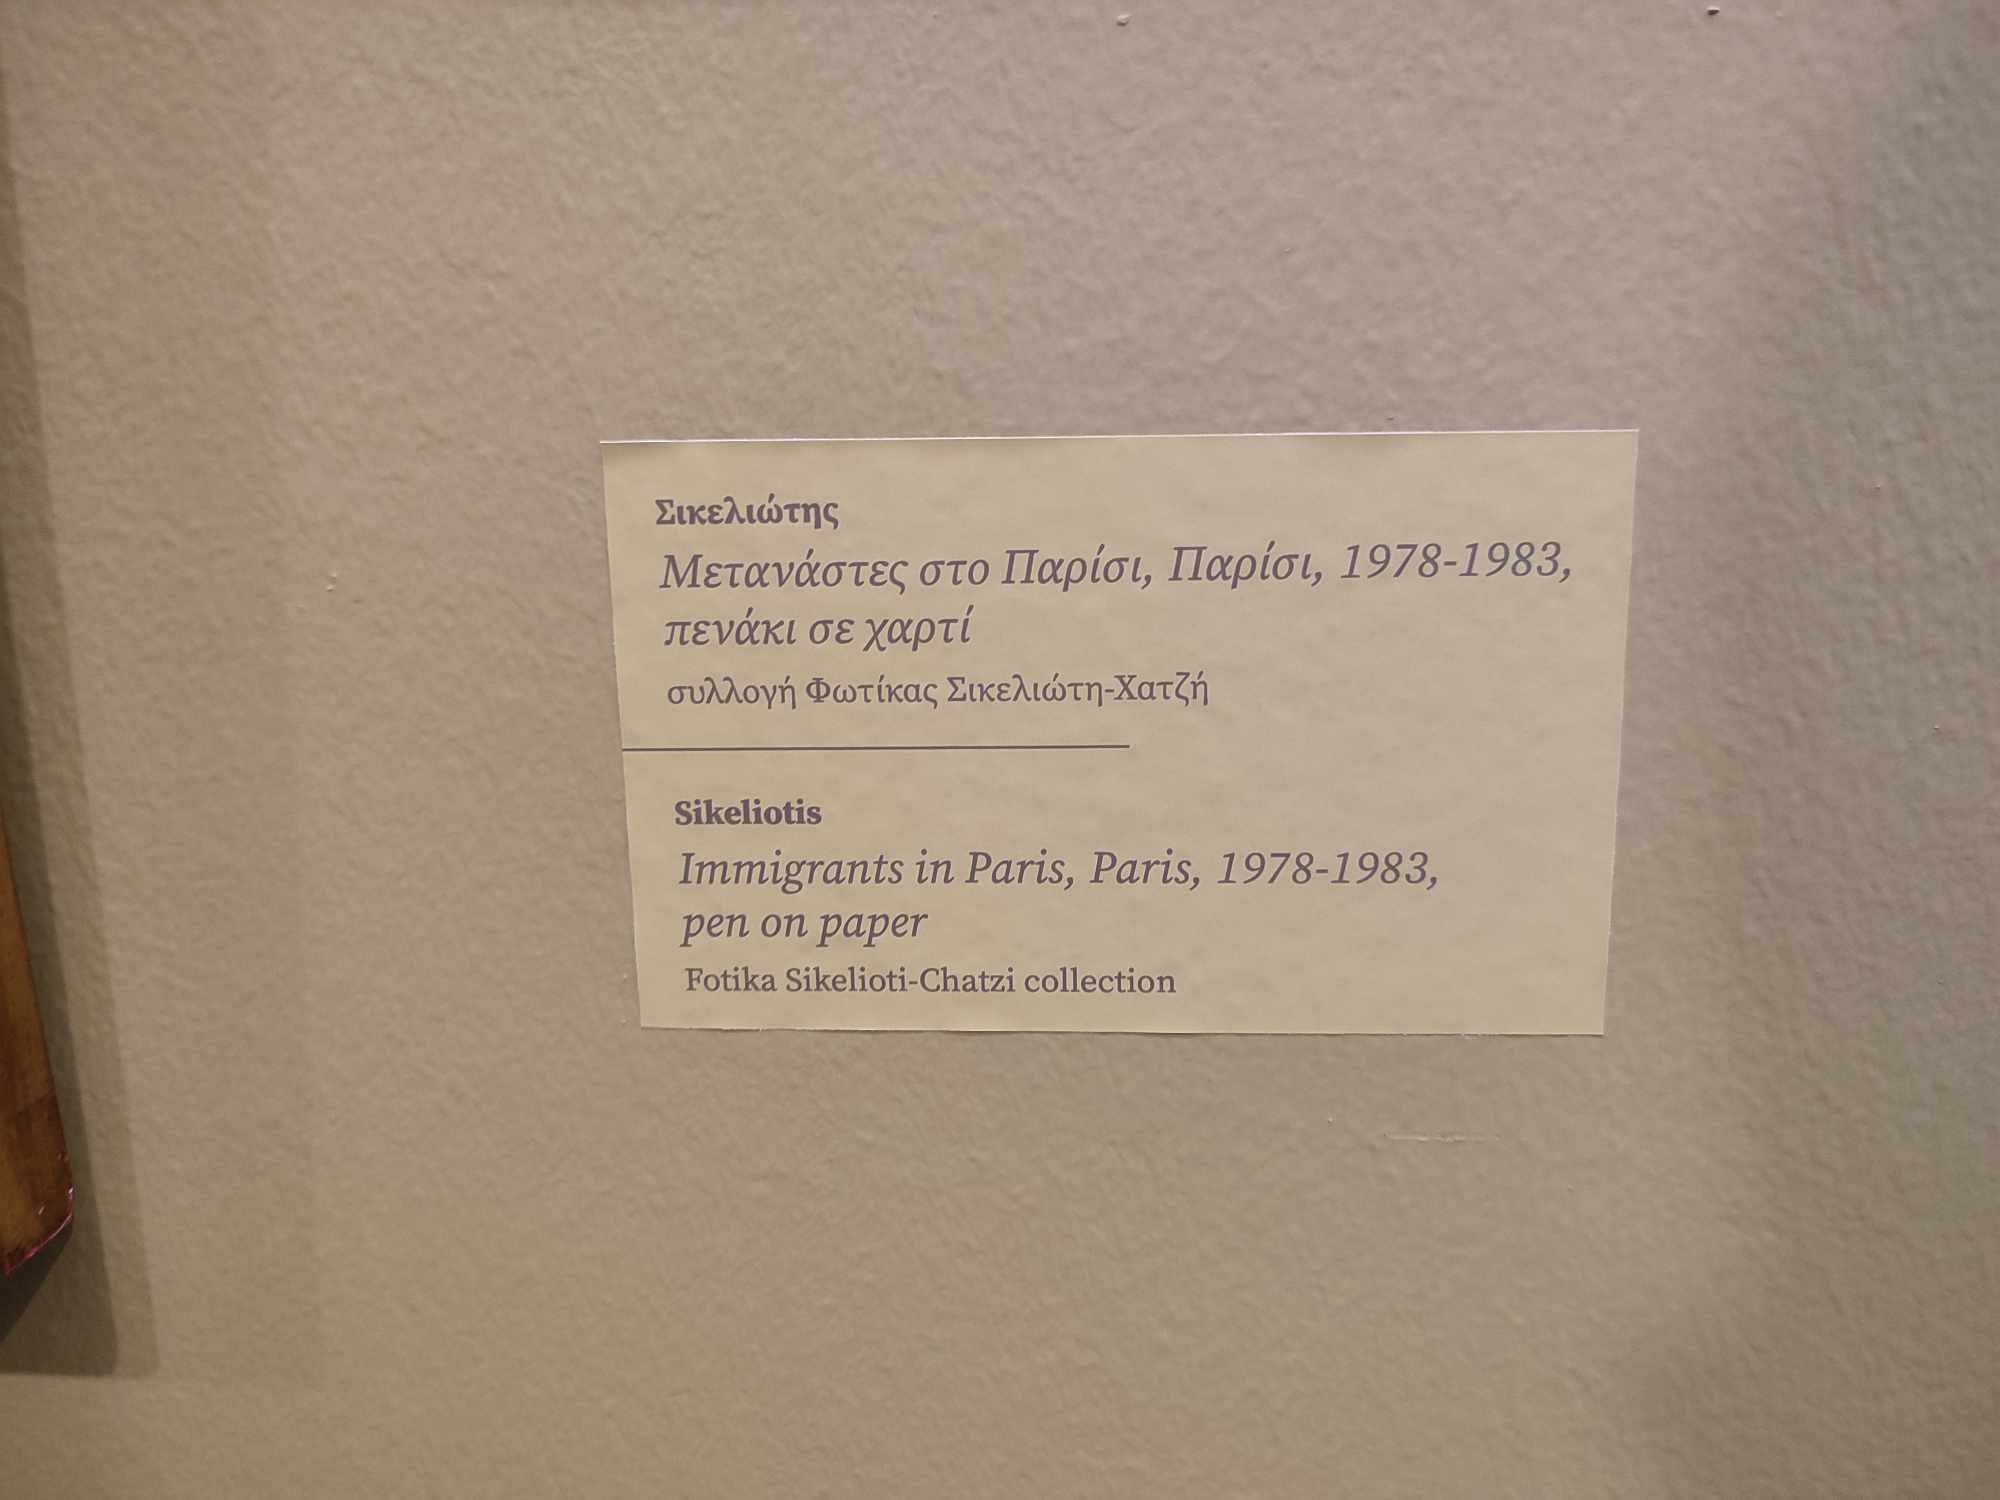 Σικελιώτης
Μετανάστες στο Παρίσι, Παρίσι, 1978-1983,
πενάκι σε χαρτί
συλλογή Φωτίκας Σικελιώτη-Χατζή
Sikeliotis
Immigrants in Paris, Paris, 1978-1983,
pen on paper
Fotika Sikelioti-Chatzi collection